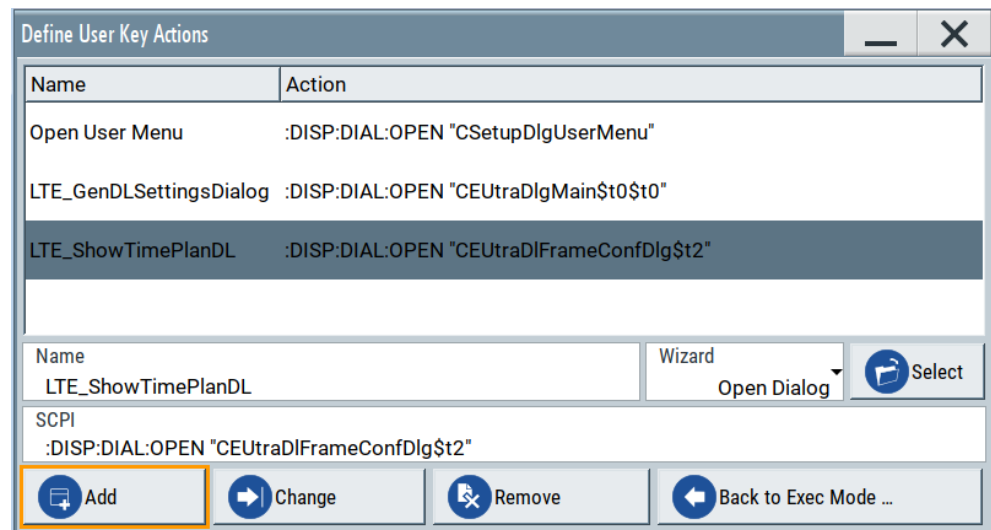 Define User Key Actions
Name Action
Open User Menu :DISP:DIAL:OPEN "CSetupDlgUserMenu"
LTE_GenDLSettingsDialog :DISP:DIAL:OPEN "CEUtraDlgMain$t0$t0"
LTE_ShowTimePlanDL :DISP:DIAL:OPEN "CEUtraDlFrameConfDlg$t2"
Name Wizard
LTE_ShowTimePlanDL Open Dialog Select
SCPI
:DISP:DIAL:OPEN "CEUtraDlFrameConfDlg$t2"
Add Change Remove Back to Exec Mode ...